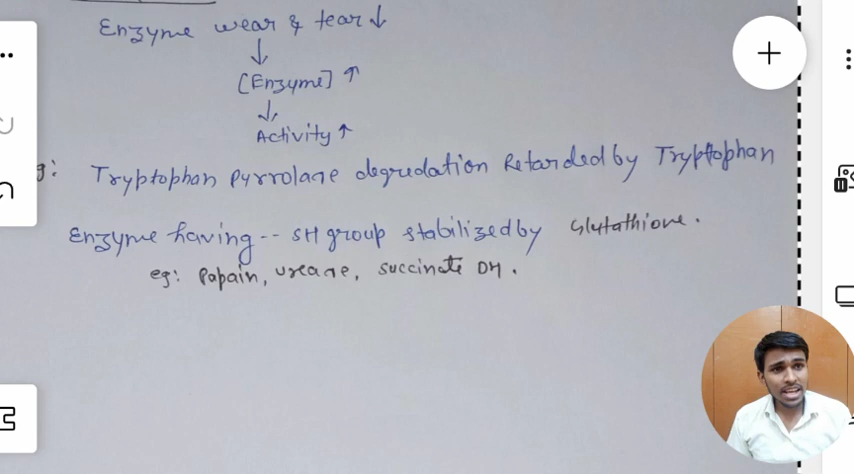 Enzyme wear & tear ↓
↓
[Enzyme] ↑
↓
Activity ↑
g: Tryptophan pyrrolase degredation Retarded by Tryptophan
Enzyme having -- SH group stabilized by Glutathione.
eg: Papain, urease, succinate DH.